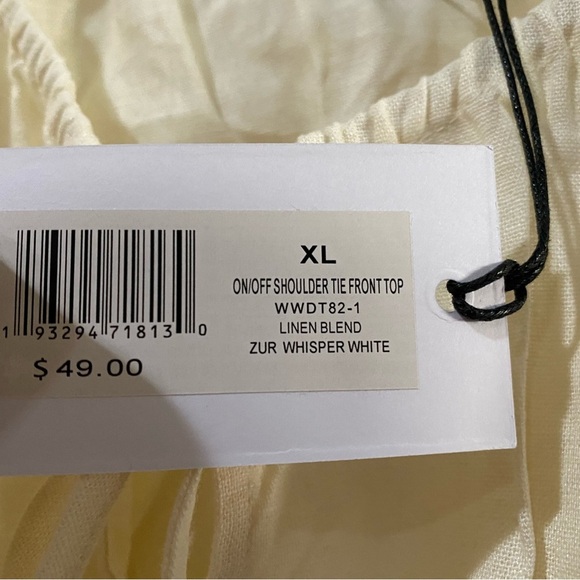 XL
ON/OFF SHOULDER TIE FRONT TOP
WWDT82-1
LINEN BLEND
ZUR WHISPER WHITE
1 93294 71813 0
$ 49.00